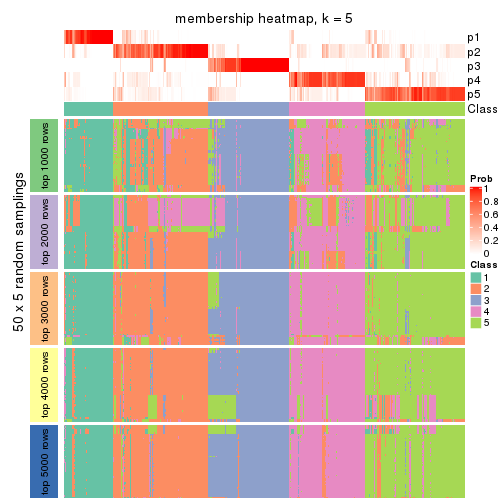 membership heatmap, k = 5
p1
p2
p3
p4
p5
Class
50 x 5 random samplings
top 1000 rows
top 2000 rows
top 3000 rows
top 4000 rows
top 5000 rows
Prob
1
0.8
0.6
0.4
0.2
0
Class
1
2
3
4
5